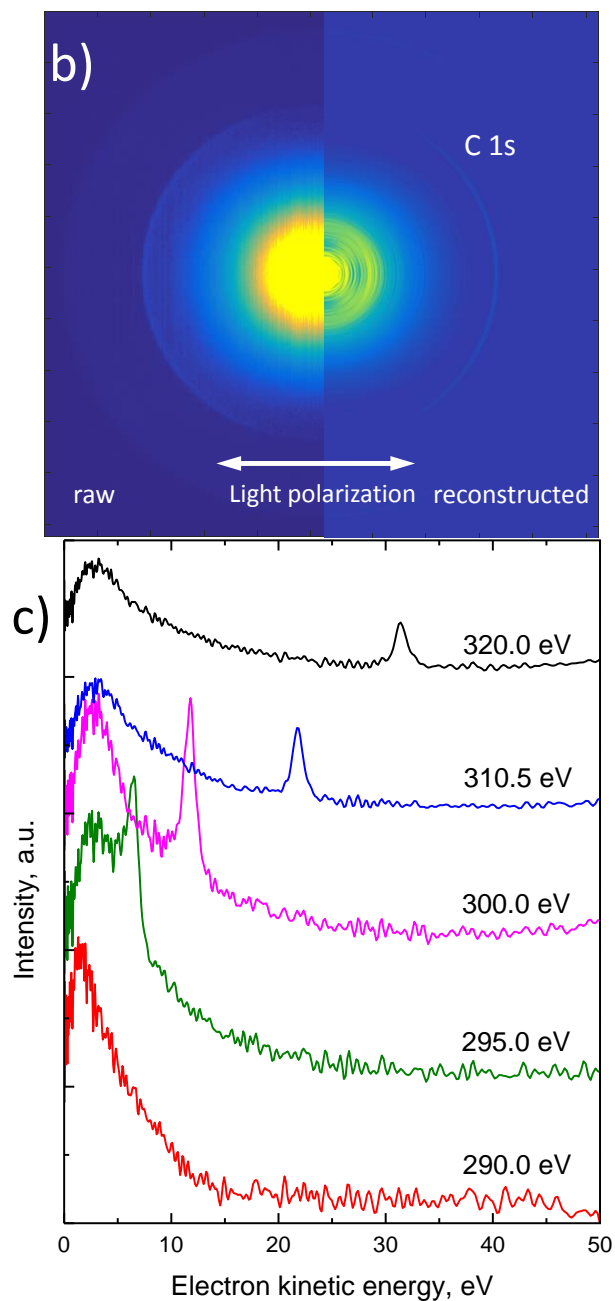 b)
C 1s
raw
Light polarization
reconstructed
c)
320.0 eV
310.5 eV
300.0 eV
295.0 eV
290.0 eV
Intensity, a.u.
0 10 20 30 40 50
Electron kinetic energy, eV